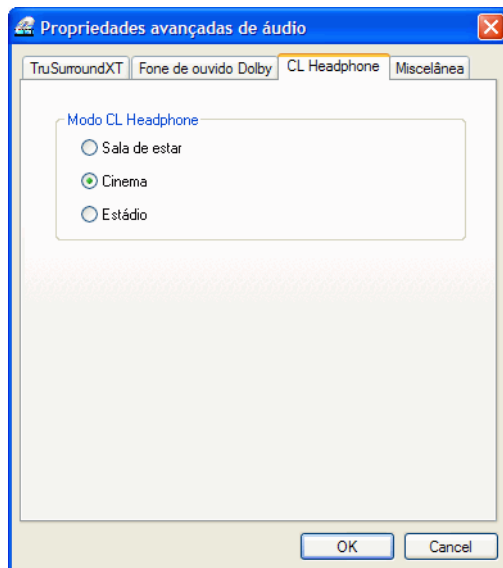 Propriedades avançadas de áudio
TruSurroundXT Fone de ouvido Dolby CL Headphone Miscelânea
Modo CL Headphone
Sala de estar
Cinema
Estádio
OK Cancel